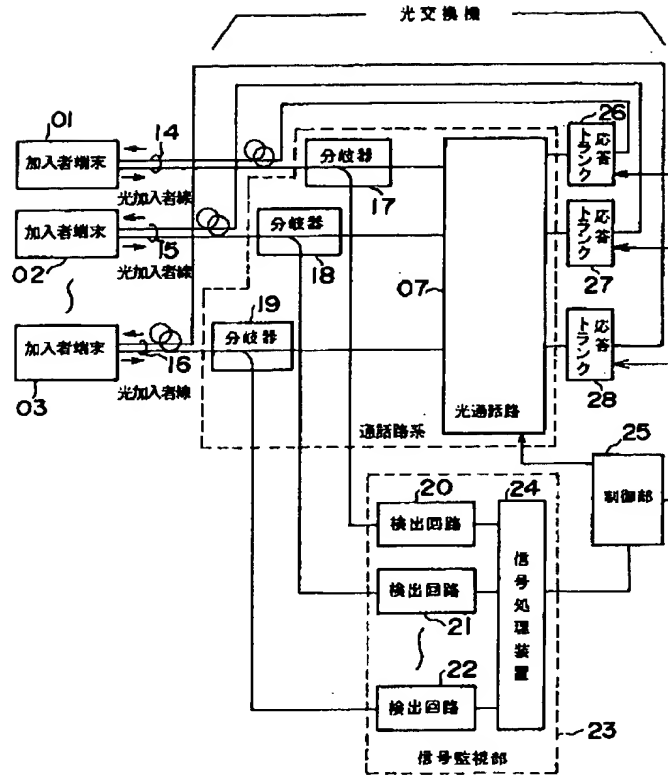 光交換機
01
加入者端末
14
光加入者線
分岐器
17
応答
トランク
26
加入者端末
02
15
光加入者線
分岐器
18
07
応答
トランク
27
加入者端末
03
16
光加入者線
19
分岐器
光通話路
応答
トランク
28
通話路系
25
制御部
20
検出回路
24
信号処理装置
検出回路
21
22
検出回路
23
信号監視部